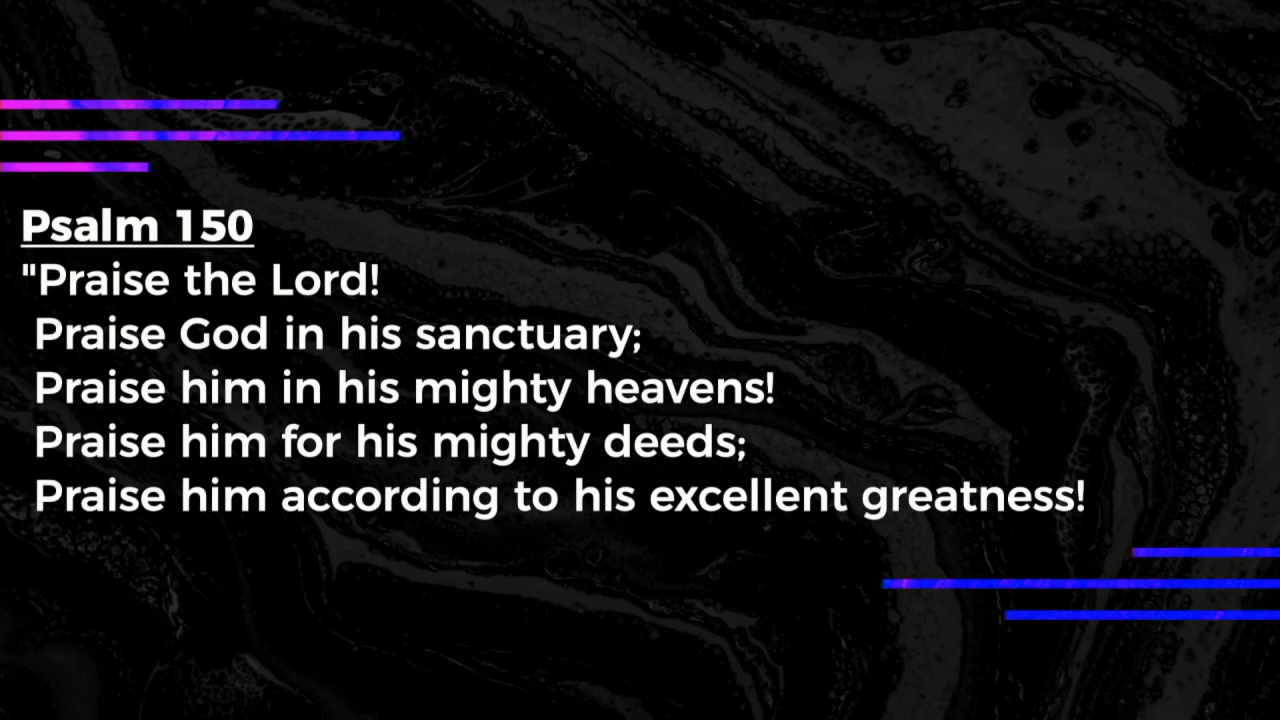 Psalm 150
"Praise the Lord!
Praise God in his sanctuary;
Praise him in his mighty heavens!
Praise him for his mighty deeds;
Praise him according to his excellent greatness!